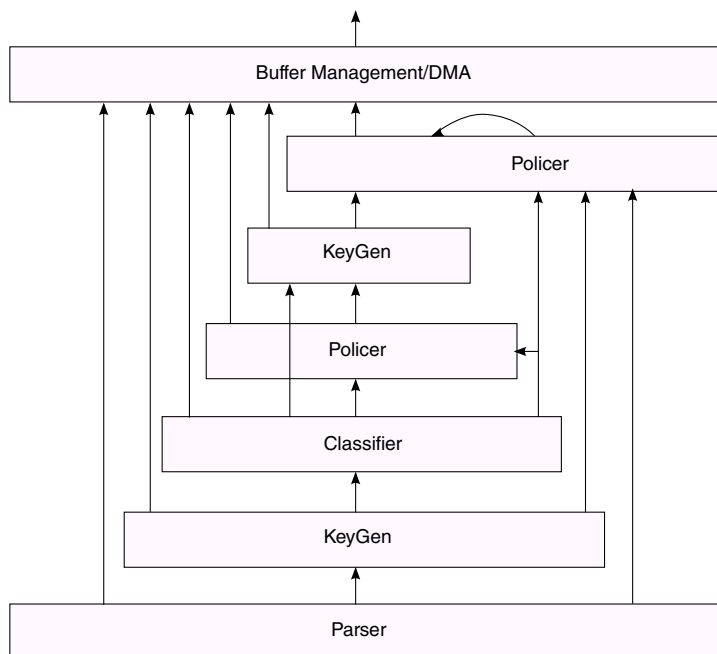 Buffer Management/DMA
Policer
KeyGen
Policer
Classifier
KeyGen
Parser